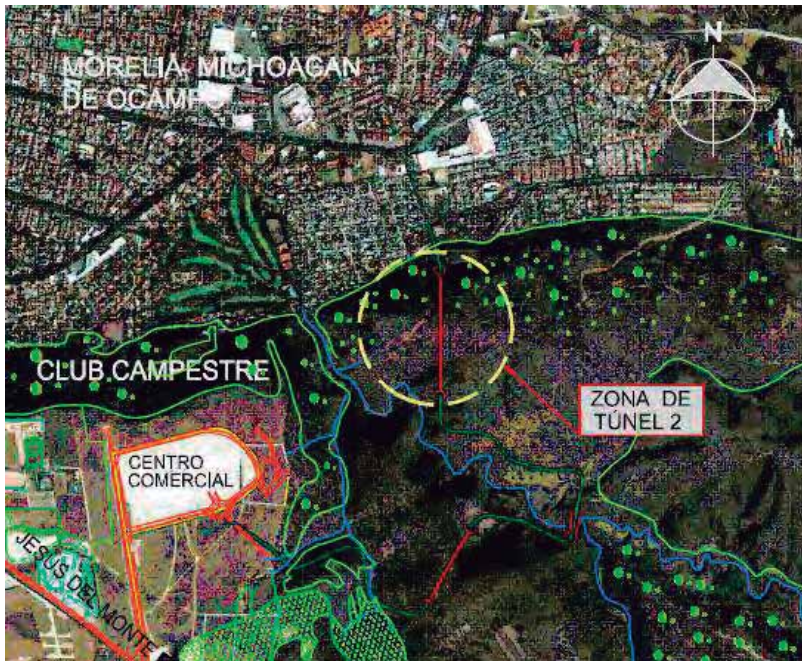 N
MORELIA MICHOACAN
DE OCAMPO
CLUB CAMPESTRE
ZONA DE
TÚNEL 2
CENTRO
COMERCIAL
JESUS DEL MONTE